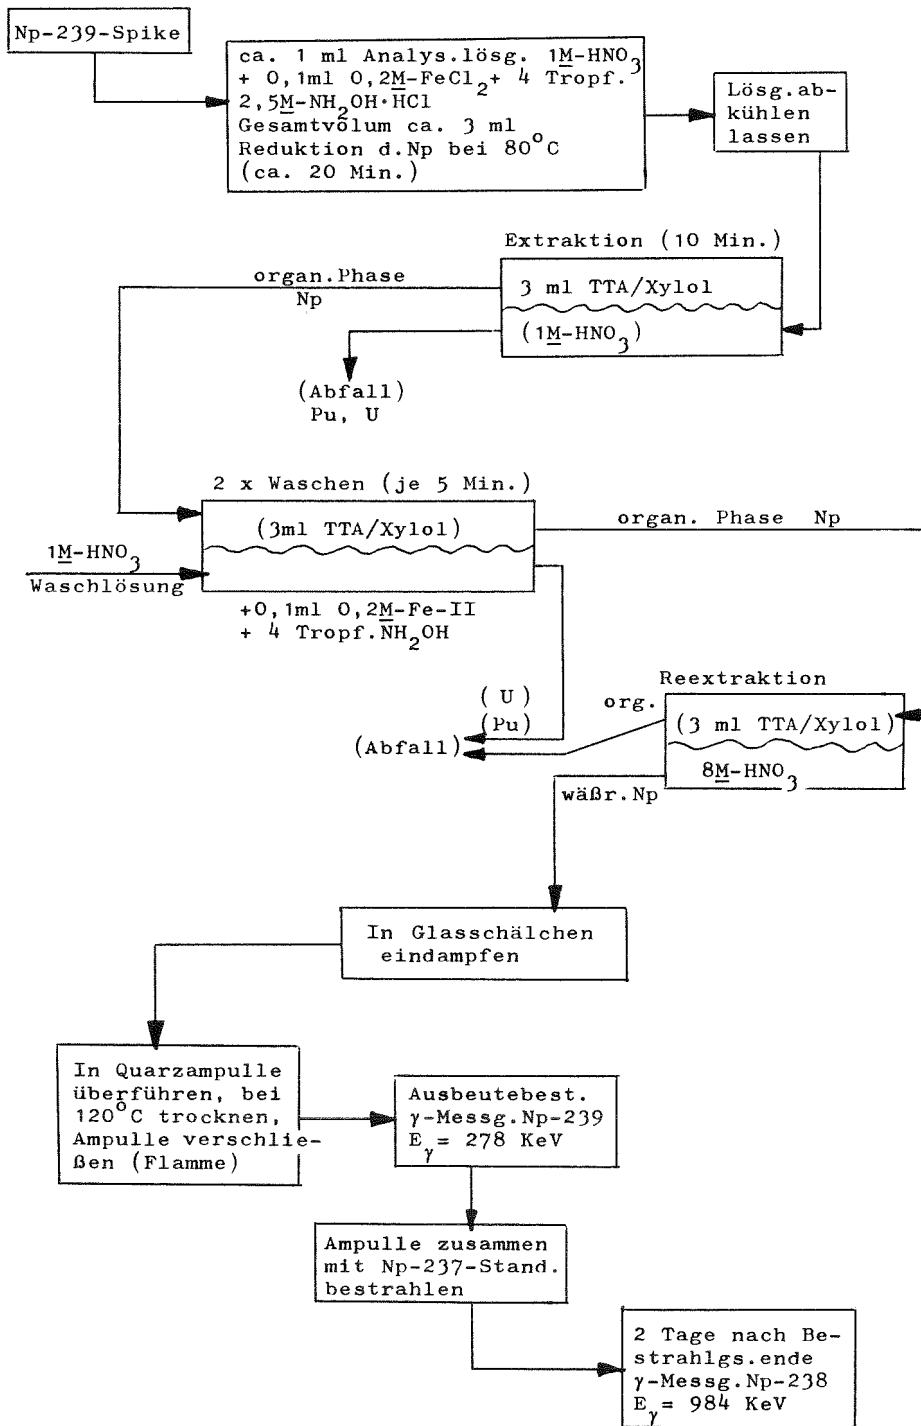 Np-239-Spike
ca. 1 ml Analys.lösg. 1M-HNO3
+ 0,1ml 0,2M-FeCl2+ 4 Tropf.
2,5M-NH2OH·HCl
Gesamtvolum ca. 3 ml
Reduktion d.Np bei 80°C
(ca. 20 Min.)
Lösg.ab-
kühlen
lassen
Extraktion (10 Min.)
3 ml TTA/Xylol
(1M-HNO3)
organ.Phase
Np
(Abfall)
Pu, U
2 x Waschen (je 5 Min.)
(3ml TTA/Xylol)
1M-HNO3
Waschlösung
+0,1ml 0,2M-Fe-II
+ 4 Tropf.NH2OH
organ. Phase Np
(U)
(Pu)
(Abfall)
Reextraktion
org.
(3 ml TTA/Xylol)
8M-HNO3
wäßr.Np
In Glasschälchen
eindampfen
In Quarzampulle
überführen, bei
120°C trocknen,
Ampulle verschlie-
ßen (Flamme)
Ausbeutebest.
γ-Messg.Np-239
Eγ= 278 KeV
Ampulle zusammen
mit Np-237-Stand.
bestrahlen
2 Tage nach Be-
strahlgs.ende
γ-Messg.Np-238
Eγ= 984 KeV